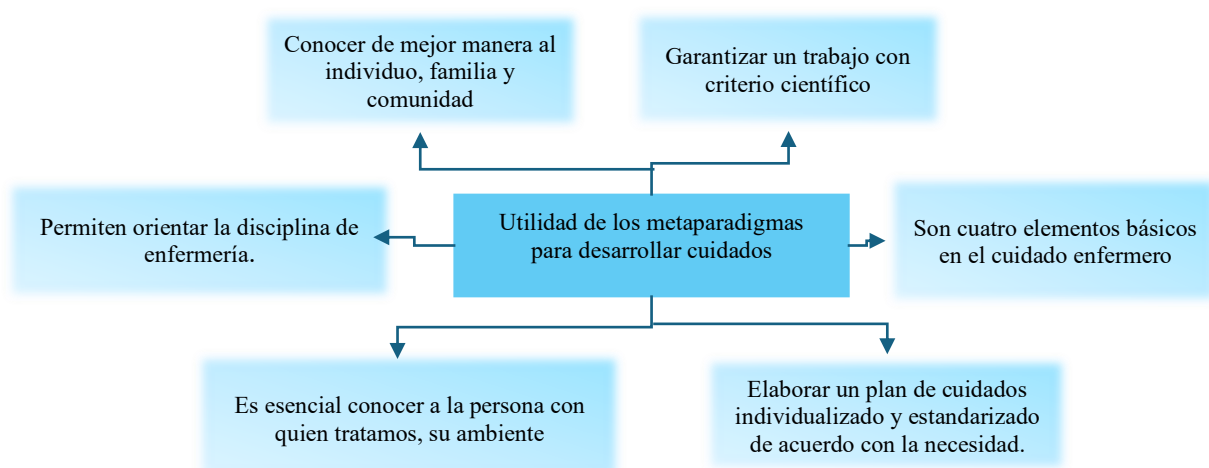 Conocer de mejor manera al
individuo, familia y
comunidad
Garantizar un trabajo con
criterio científico
Permiten orientar la disciplina de
enfermería.
Utilidad de los metaparadigmas
para desarrollar cuidados
Son cuatro elementos básicos
en el cuidado enfermero
Es esencial conocer a la persona con
quien tratamos, su ambiente
Elaborar un plan de cuidados
individualizado y estandarizado
de acuerdo con la necesidad.